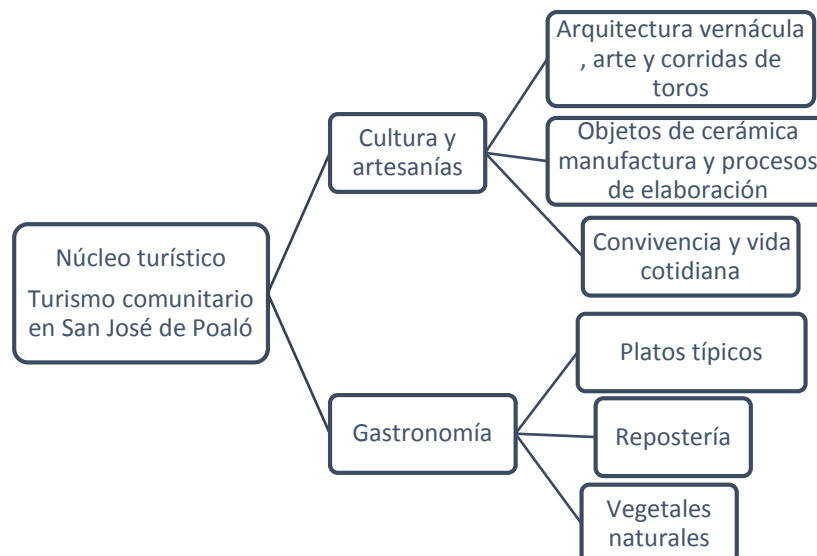 Núcleo turístico
Turismo comunitario
en San José de Poaló
Cultura y
artesanías
Arquitectura vernácula
, arte y corridas de
toros
Objetos de cerámica
manufactura y procesos
de elaboración
Convivencia y vida
cotidiana
Gastronomía
Platos típicos
Repostería
Vegetales
naturales